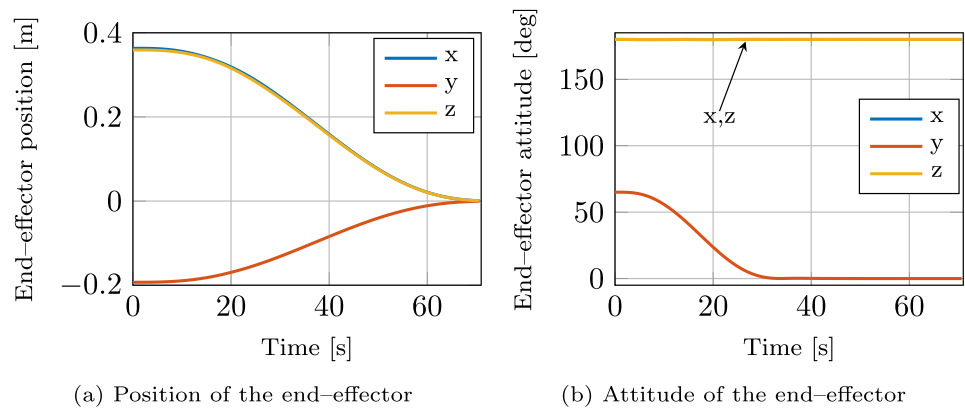 End–effector position [m]
0.4
0.2
0
−0.2
0
20
40
60
Time [s]
x
y
z
(a) Position of the end–effector
End–effector attitude [deg]
150
100
50
0
0
20
40
60
Time [s]
x,z
x
y
z
(b) Attitude of the end–effector